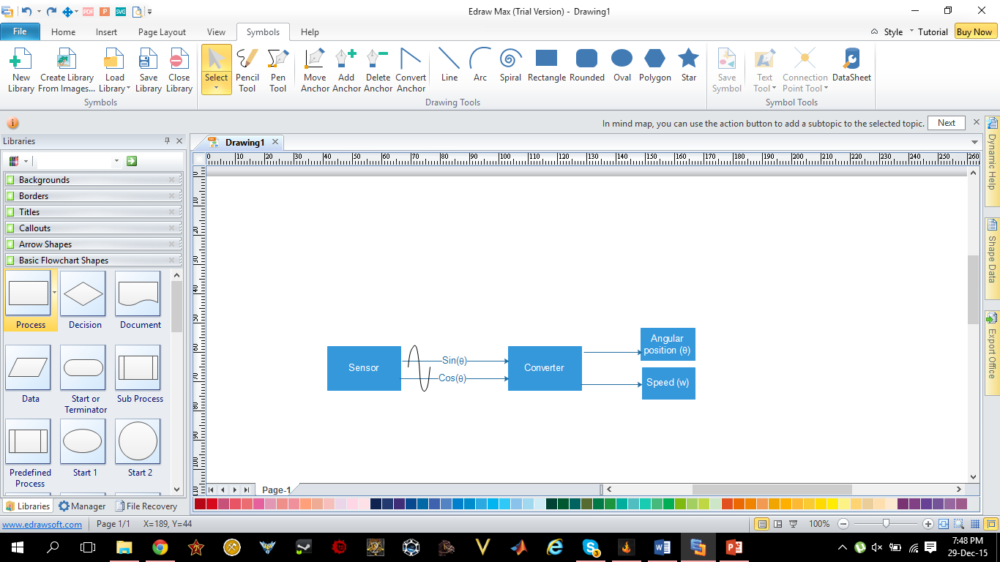 PDF P SVG
Edraw Max (Trial Version) - Drawing1
File Home Insert Page Layout View Symbols Help Style Tutorial Buy Now
New Library
Create Library From Images...
Load Library
Save Library
Close Library
Select
Pencil Tool
Pen Tool
Move Anchor
Add Anchor
Delete Anchor
Convert Anchor
Line
Arc
Spiral
Rectangle
Rounded
Oval
Polygon
Star
Save Symbol
Text Tool
Connection Point Tool
DataSheet
Symbols
Drawing Tools
Symbol Tools
In mind map, you can use the action button to add a subtopic to the selected topic. Next
Libraries
Drawing1
0 10 20 30 40 50 60 70 80 90 100 110 120 130 140 150 160 170 180 190 200 210 220 230 240 250 260
Backgrounds
Borders
Titles
Callouts
Arrow Shapes
Basic Flowchart Shapes
Process
Decision
Document
Data
Start or Terminator
Sub Process
Predefined Process
Start 1
Start 2
Sensor
Sin(θ)
Cos(θ)
Converter
Angular
position (θ)
Speed (w)
Dynamic Help
Shape Data
Export Office
Page-1
Libraries Manager File Recovery
www.edrawsoft.com Page 1/1 X=189, Y=44 100%
7:48 PM
29-Dec-15